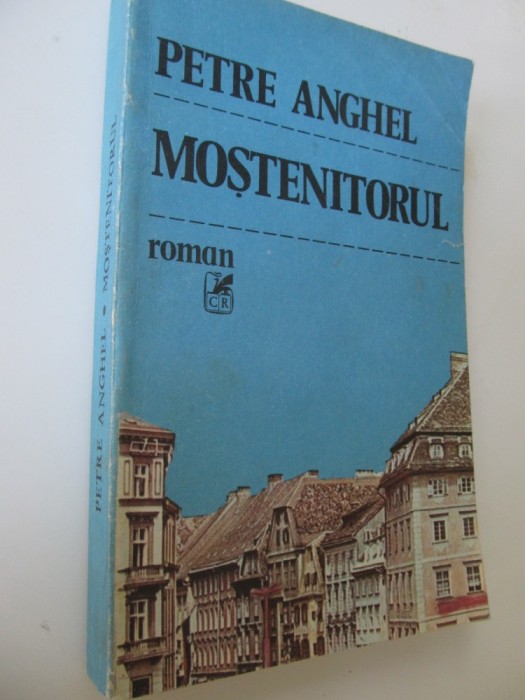 PETRE ANGHEL
MOȘTENITORUL
roman
CR
PETRE ANGHEL • MOȘTENITORUL